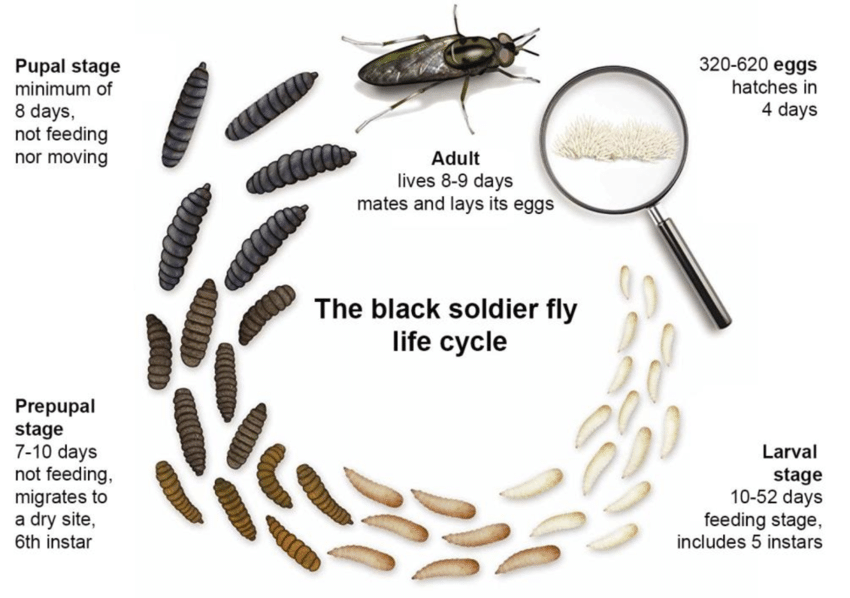 Pupal stage
minimum of
8 days,
not feeding
nor moving
Adult
lives 8-9 days
mates and lays its eggs
320-620 eggs
hatches in
4 days
The black soldier fly
life cycle
Prepupal
stage
7-10 days
not feeding,
migrates to
a dry site,
6th instar
Larval
stage
10-52 days
feeding stage,
includes 5 instars